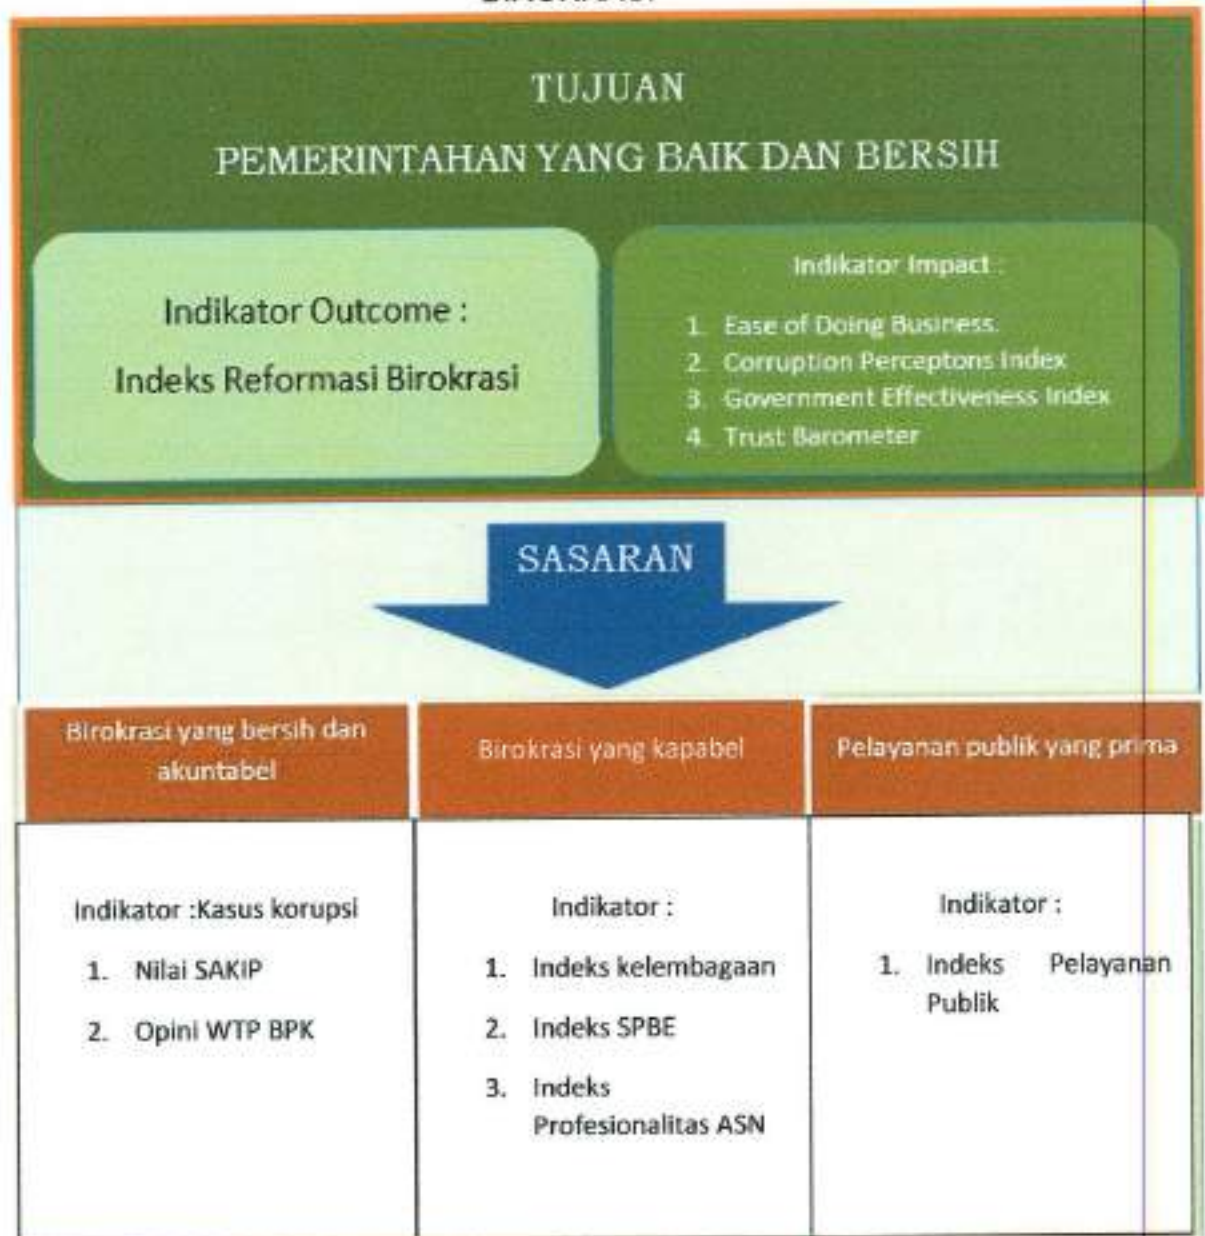 TUJUAN
PEMERINTAHAN YANG BAIK DAN BERSIH
Indikator Outcome :
Indeks Reformasi Birokrasi
Indikator Impact :
1. Ease of Doing Business.
2. Corruption Perceptons Index
3. Government Effectiveness Index
4. Trust Barometer
SASARAN
Birokrasi yang bersih dan
akuntabel
Birokrasi yang kapabel
Pelayanan publik yang prima
Indikator :Kasus korupsi
1. Nilai SAKIP
2. Opini WTP BPK
Indikator :
1. Indeks kelembagaan
2. Indeks SPBE
3. Indeks
Profesionalitas ASN
Indikator :
1. Indeks Pelayanan
Publik